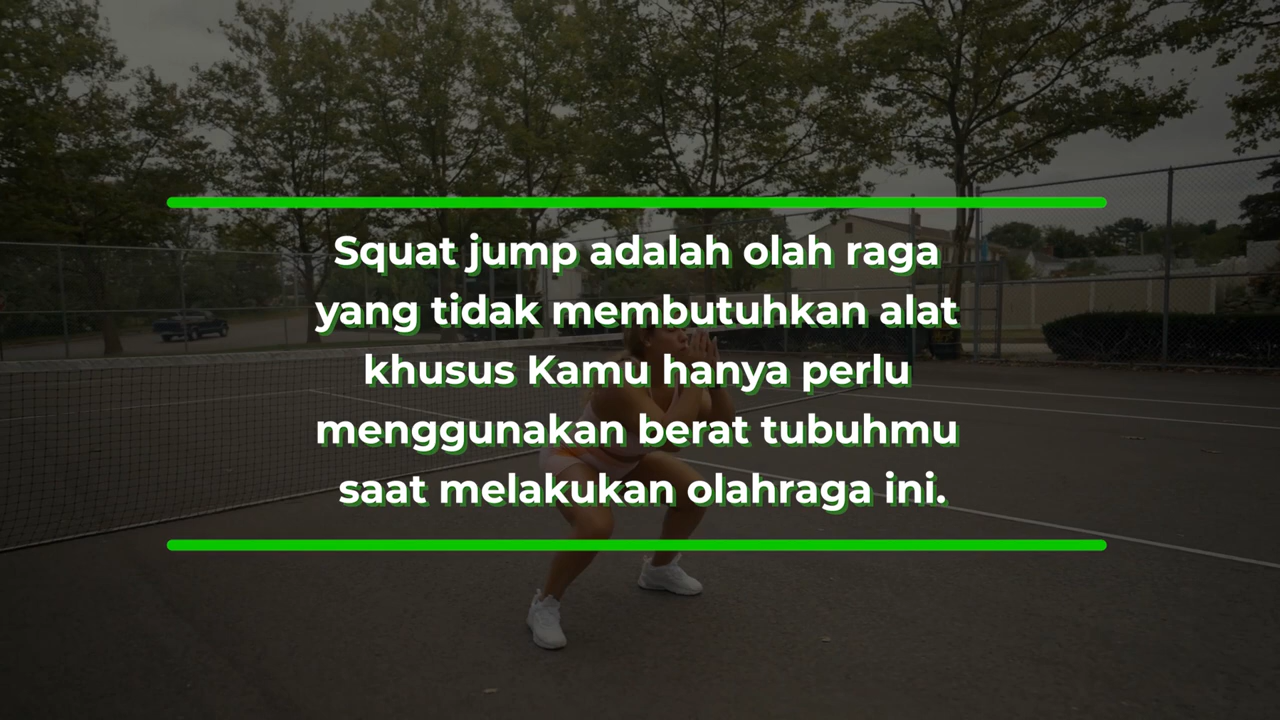 Squat jump adalah olah raga
yang tidak membutuhkan alat
khusus Kamu hanya perlu
menggunakan berat tubuhmu
saat melakukan olahraga ini.